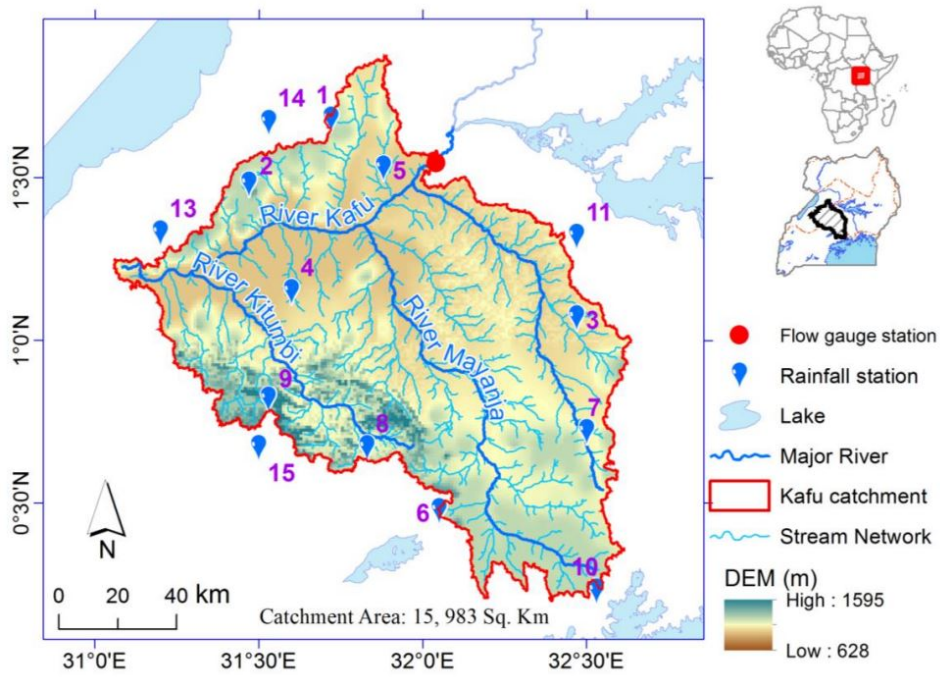 1°30'N
1°0'N
0°30'N
14
1
2
5
13
11
River Kafu
4
River Kitumbi
River Mayanja
3
9
7
8
15
6
10
N
0 20 40 km
Catchment Area: 15, 983 Sq. Km
31°0'E 31°30'E 32°0'E 32°30'E
Flow gauge station
Rainfall station
Lake
Major River
Kafu catchment
Stream Network
DEM (m)
High : 1595
Low : 628